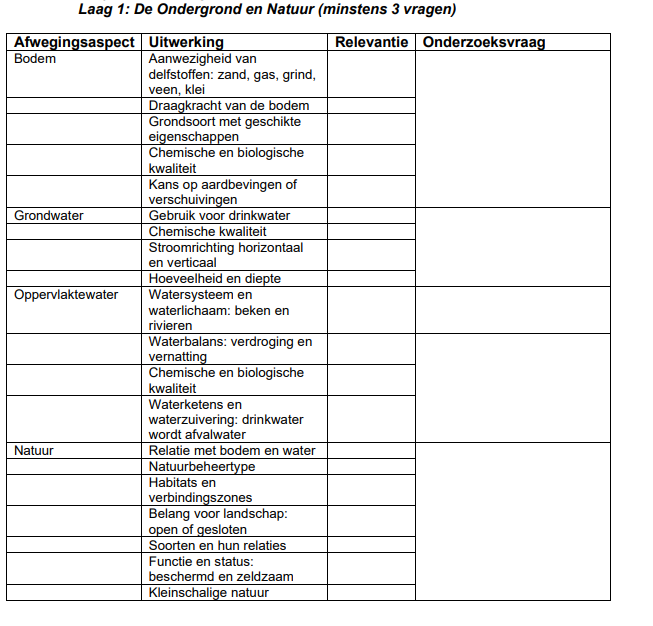 Laag 1: De Ondergrond en Natuur (minstens 3 vragen)
Afwegingsaspect Uitwerking Relevantie Onderzoeksvraag
Bodem Aanwezigheid van
delfstoffen: zand, gas, grind,
veen, klei
Draagkracht van de bodem
Grondsoort met geschikte
eigenschappen
Chemische en biologische
kwaliteit
Kans op aardbevingen of
verschuivingen
Grondwater Gebruik voor drinkwater
Chemische kwaliteit
Stroomrichting horizontaal
en verticaal
Hoeveelheid en diepte
Oppervlaktewater Watersysteem en
waterlichaam: beken en
rivieren
Waterbalans: verdroging en
vernatting
Chemische en biologische
kwaliteit
Waterketens en
waterzuivering: drinkwater
wordt afvalwater
Natuur Relatie met bodem en water
Natuurbeheertype
Habitats en
verbindingszones
Belang voor landschap:
open of gesloten
Soorten en hun relaties
Functie en status:
beschermd en zeldzaam
Kleinschalige natuur